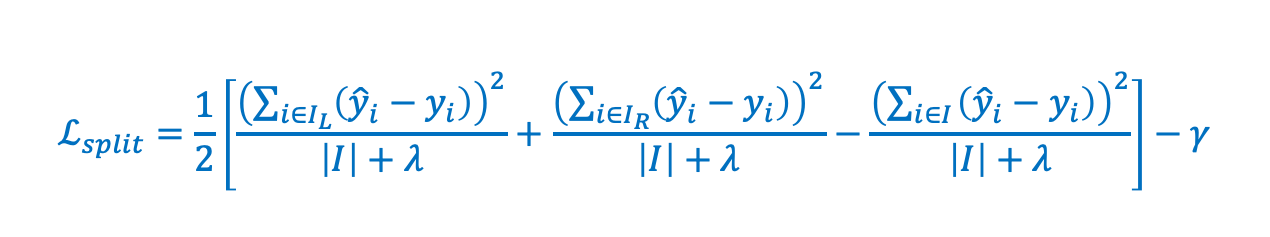 ℒ_split = 1/2 [ (∑_{i∈I_L}(ŷ_i − y_i))² / (|I| + λ) + (∑_{i∈I_R}(ŷ_i − y_i))² / (|I| + λ) − (∑_{i∈I}(ŷ_i − y_i))² / (|I| + λ) ] − γ